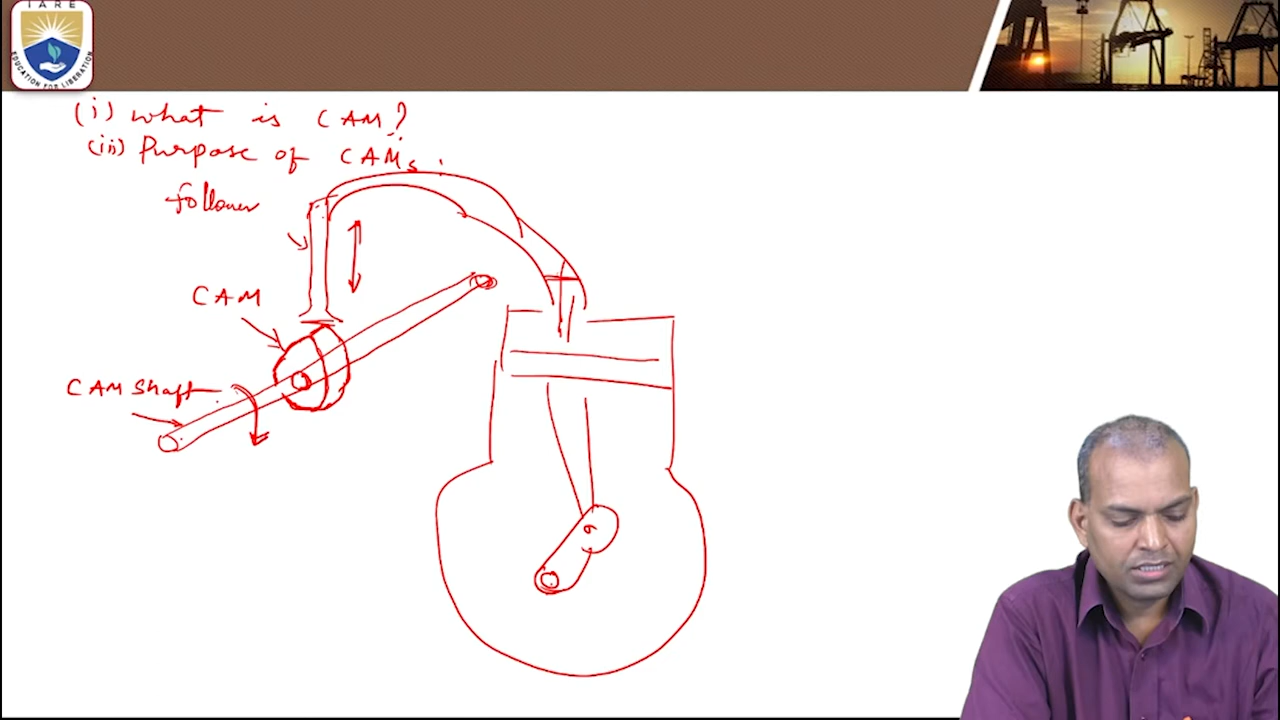 IARE
EDUCATION FOR LIBERATION
(i) What is CAM?
(ii) Purpose of CAMs:
follower
CAM
CAM Shaft